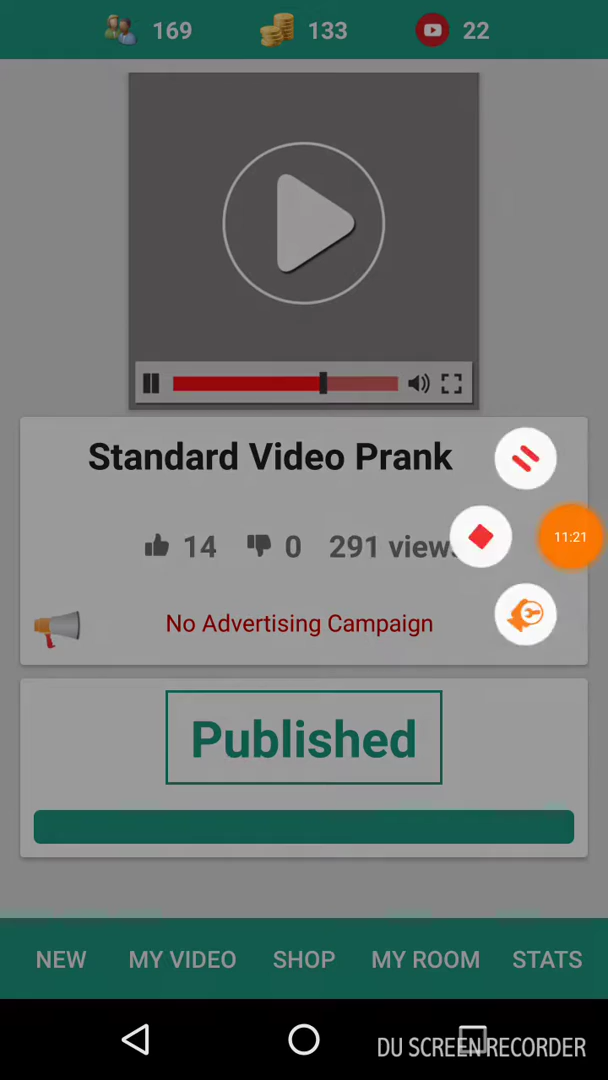 169 133 22
Standard Video Prank
14 0 291 view
11:21
No Advertising Campaign
Published
NEW MY VIDEO SHOP MY ROOM STATS
DU SCREEN RECORDER